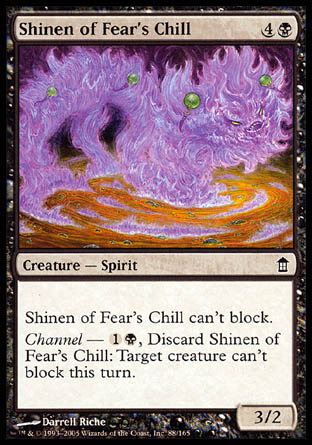 Shinen of Fear's Chill 4
Creature — Spirit
Shinen of Fear's Chill can't block.
Channel — 1, Discard Shinen of
Fear's Chill: Target creature can't
block this turn.
Darrell Riche
™ & © 1993–2005 Wizards of the Coast, Inc. 88/165
3/2